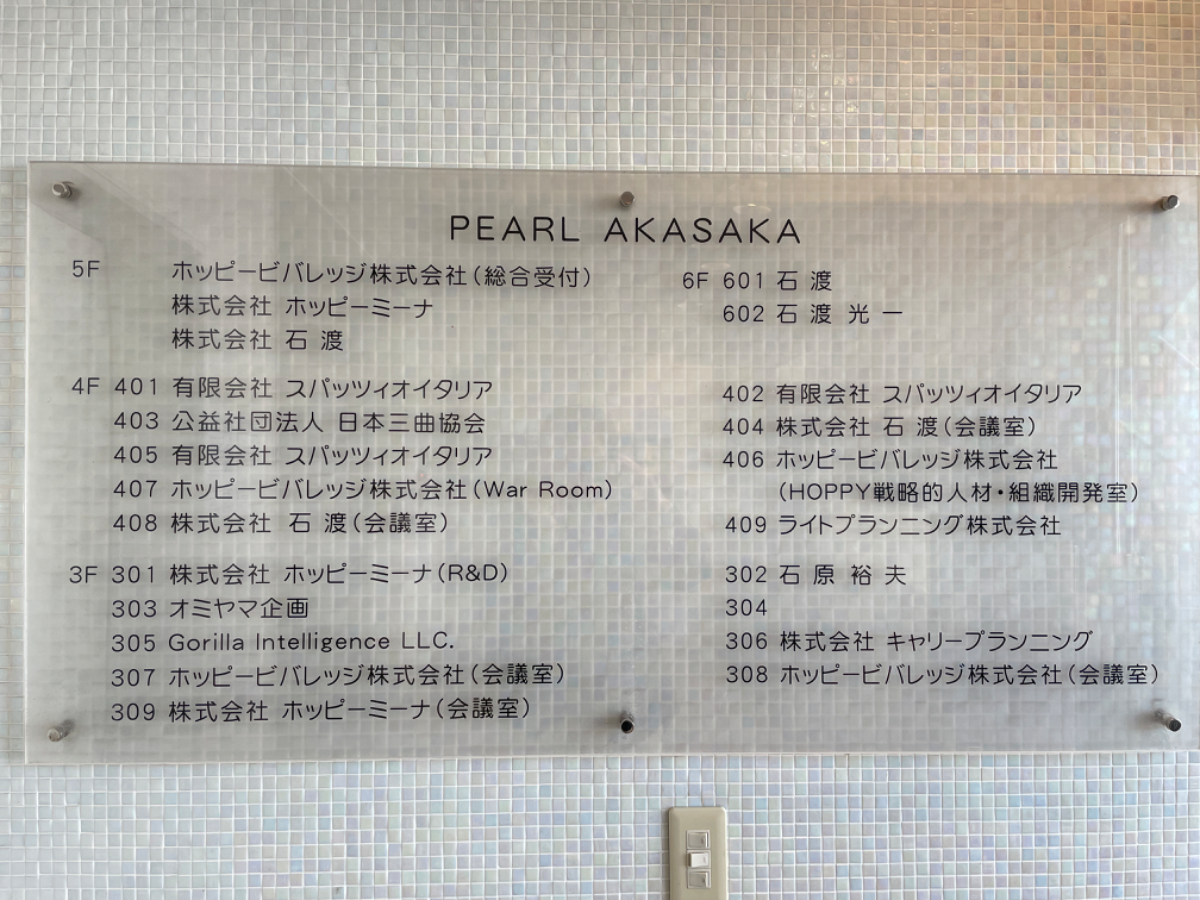 PEARL AKASAKA
5F ホッピービバレッジ株式会社(総合受付)
株式会社 ホッピーミーナ
株式会社 石 渡
6F 601 石 渡
602 石 渡 光 一
4F 401 有限会社 スパッツィオイタリア
403 公益社団法人 日本三曲協会
405 有限会社 スパッツィオイタリア
407 ホッピービバレッジ株式会社(War Room)
408 株式会社 石 渡(会議室)
402 有限会社 スパッツィオイタリア
404 株式会社 石 渡(会議室)
406 ホッピービバレッジ株式会社
(HOPPY戦略的人材・組織開発室)
409 ライトプランニング株式会社
3F 301 株式会社 ホッピーミーナ(R&D)
303 オミヤマ企画
305 Gorilla Intelligence LLC.
307 ホッピービバレッジ株式会社(会議室)
309 株式会社 ホッピーミーナ(会議室)
302 石 原 裕 夫
304
306 株式会社 キャリープランニング
308 ホッピービバレッジ株式会社(会議室)